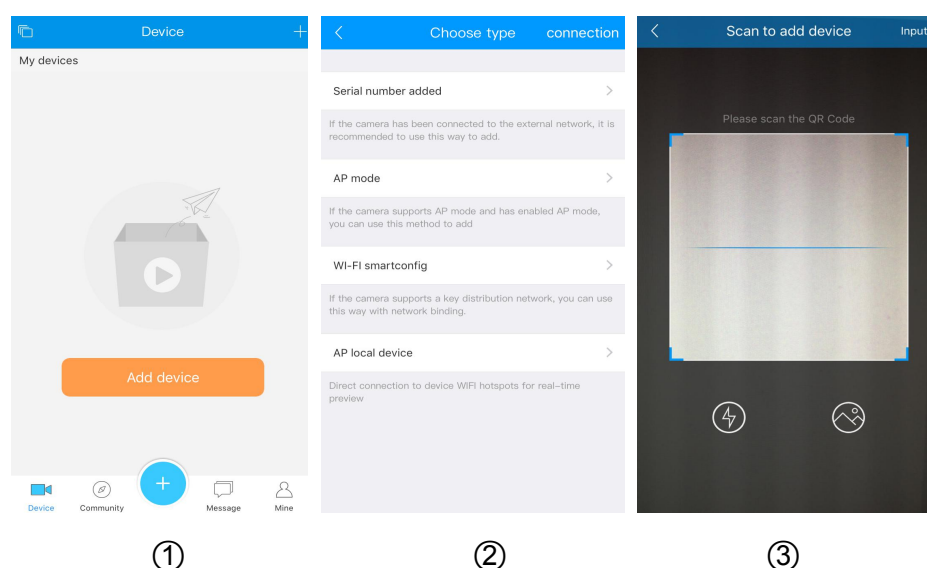 Device
My devices
Add device
Device
Community
Message
Mine
①
Choose type
connection
Serial number added
If the camera has been connected to the external network, it is
recommended to use this way to add.
AP mode
If the camera supports AP mode and has enabled AP mode,
you can use this method to add
WI-FI smartconfig
If the camera supports a key distribution network, you can use
this way with network binding.
AP local device
Direct connection to device WIFI hotspots for real-time
preview
②
Scan to add device
Input
Please scan the QR Code
③